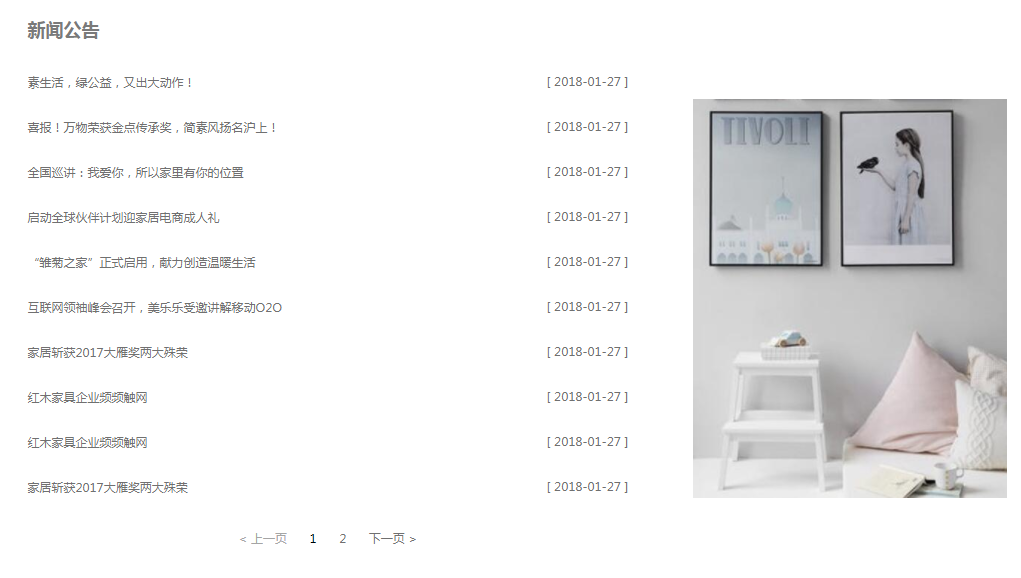 新闻公告
素生活，绿公益，又出大动作！ [ 2018-01-27 ]
喜报！万物荣获金点传承奖，简素风扬名沪上！ [ 2018-01-27 ]
全国巡讲：我爱你，所以家里有你的位置 [ 2018-01-27 ]
启动全球伙伴计划迎家居电商成人礼 [ 2018-01-27 ]
“雏菊之家”正式启用，献力创造温暖生活 [ 2018-01-27 ]
互联网领袖峰会召开，美乐乐受邀讲解移动O2O [ 2018-01-27 ]
家居斩获2017大雁奖两大殊荣 [ 2018-01-27 ]
红木家具企业频频触网 [ 2018-01-27 ]
红木家具企业频频触网 [ 2018-01-27 ]
家居斩获2017大雁奖两大殊荣 [ 2018-01-27 ]
< 上一页 1 2 下一页 >
TIVOLI